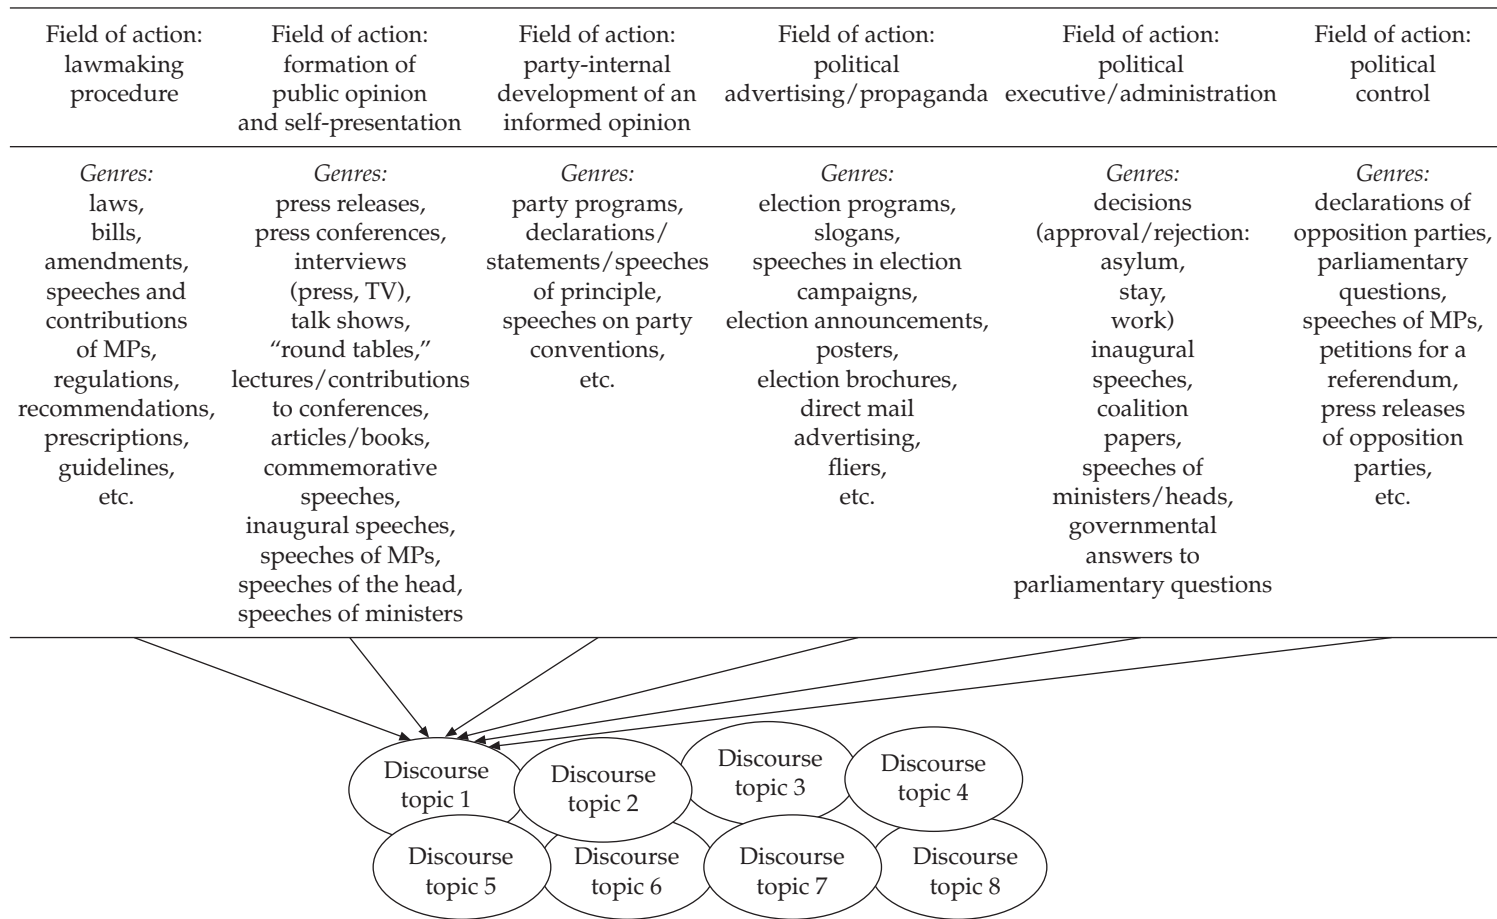 Field of action:
lawmaking
procedure
Field of action:
formation of
public opinion
and self-presentation
Field of action:
party-internal
development of an
informed opinion
Field of action:
political
advertising/propaganda
Field of action:
political
executive/administration
Field of action:
political
control
Genres:
laws,
bills,
amendments,
speeches and
contributions
of MPs,
regulations,
recommendations,
prescriptions,
guidelines,
etc.
Genres:
press releases,
press conferences,
interviews
(press, TV),
talk shows,
“round tables,”
lectures/contributions
to conferences,
articles/books,
commemorative
speeches,
inaugural speeches,
speeches of MPs,
speeches of the head,
speeches of ministers
Genres:
party programs,
declarations/
statements/speeches
of principle,
speeches on party
conventions,
etc.
Genres:
election programs,
slogans,
speeches in election
campaigns,
election announcements,
posters,
election brochures,
direct mail
advertising,
fliers,
etc.
Genres:
decisions
(approval/rejection:
asylum,
stay,
work)
inaugural
speeches,
coalition
papers,
speeches of
ministers/heads,
governmental
answers to
parliamentary questions
Genres:
declarations of
opposition parties,
parliamentary
questions,
speeches of MPs,
petitions for a
referendum,
press releases
of opposition
parties,
etc.
Discourse
topic 1
Discourse
topic 2
Discourse
topic 3
Discourse
topic 4
Discourse
topic 5
Discourse
topic 6
Discourse
topic 7
Discourse
topic 8